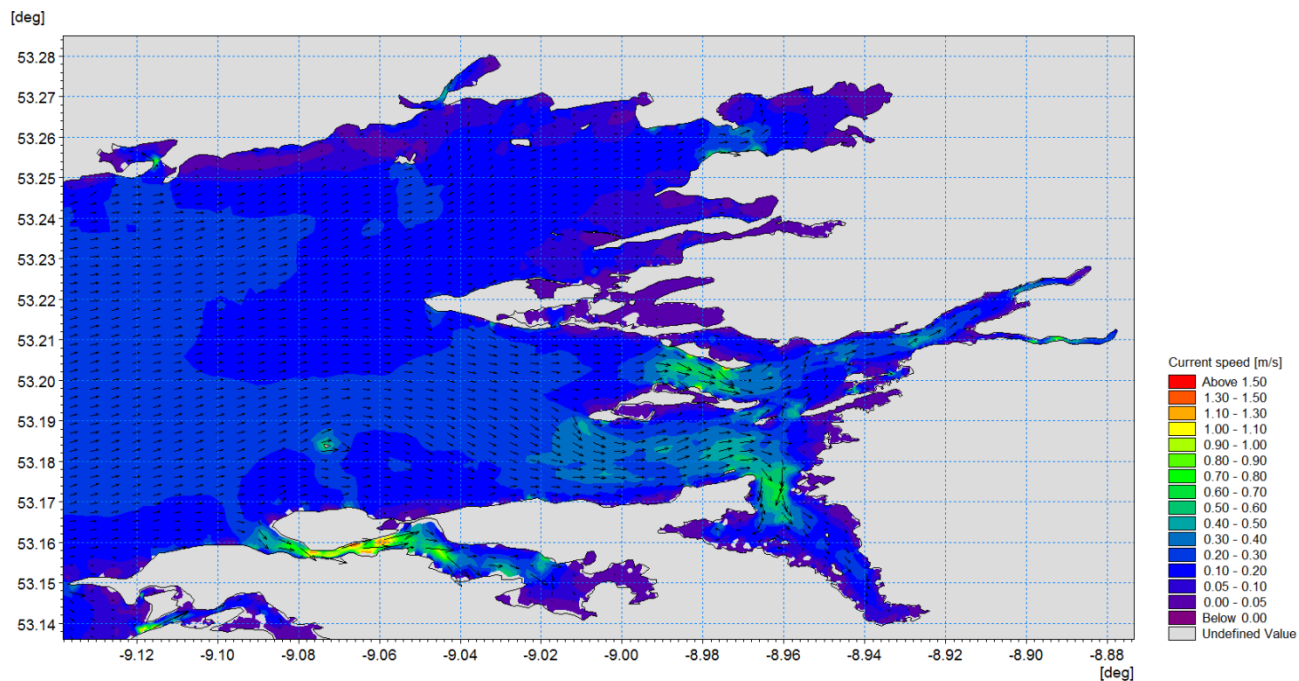 [deg]
53.28
53.27
53.26
53.25
53.24
53.23
53.22
53.21
53.20
53.19
53.18
53.17
53.16
53.15
53.14
-9.12 -9.10 -9.08 -9.06 -9.04 -9.02 -9.00 -8.98 -8.96 -8.94 -8.92 -8.90 -8.88
[deg]
Current speed [m/s]
Above 1.50
1.30 - 1.50
1.10 - 1.30
1.00 - 1.10
0.90 - 1.00
0.80 - 0.90
0.70 - 0.80
0.60 - 0.70
0.50 - 0.60
0.40 - 0.50
0.30 - 0.40
0.20 - 0.30
0.10 - 0.20
0.05 - 0.10
0.00 - 0.05
Below 0.00
Undefined Value